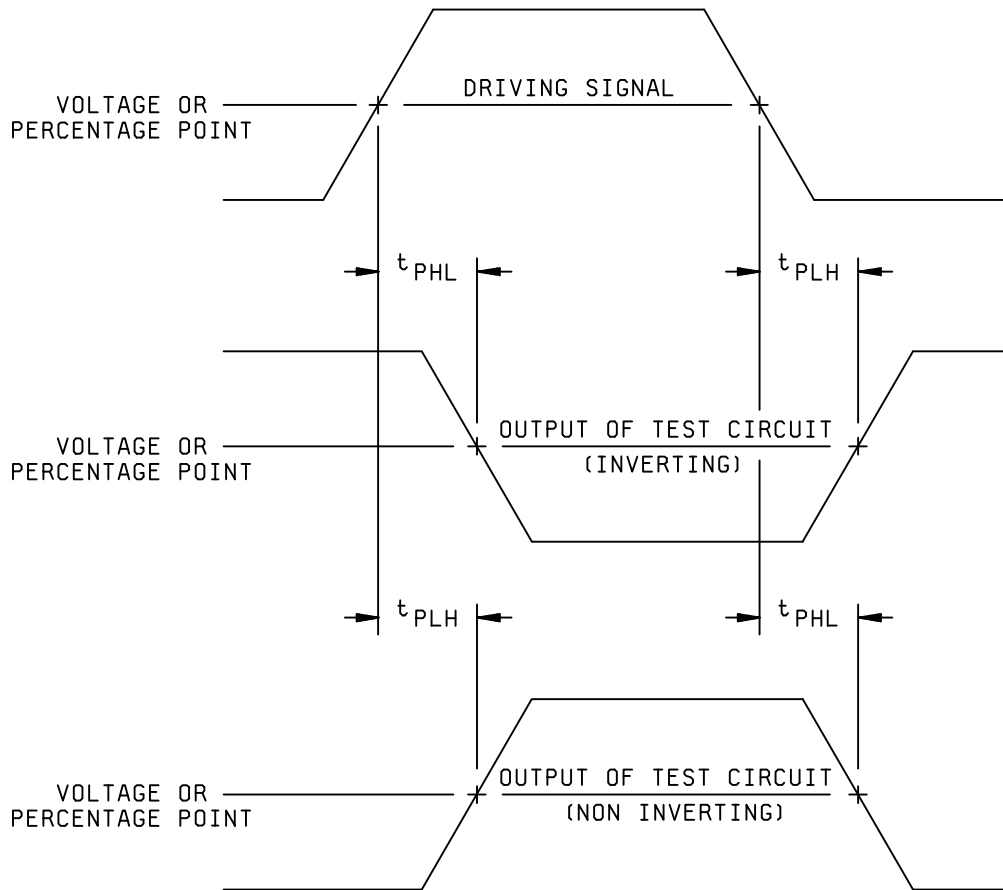 DRIVING SIGNAL
VOLTAGE OR
PERCENTAGE POINT
tPHL
tPLH
OUTPUT OF TEST CIRCUIT
(INVERTING)
VOLTAGE OR
PERCENTAGE POINT
tPLH
tPHL
OUTPUT OF TEST CIRCUIT
(NON INVERTING)
VOLTAGE OR
PERCENTAGE POINT